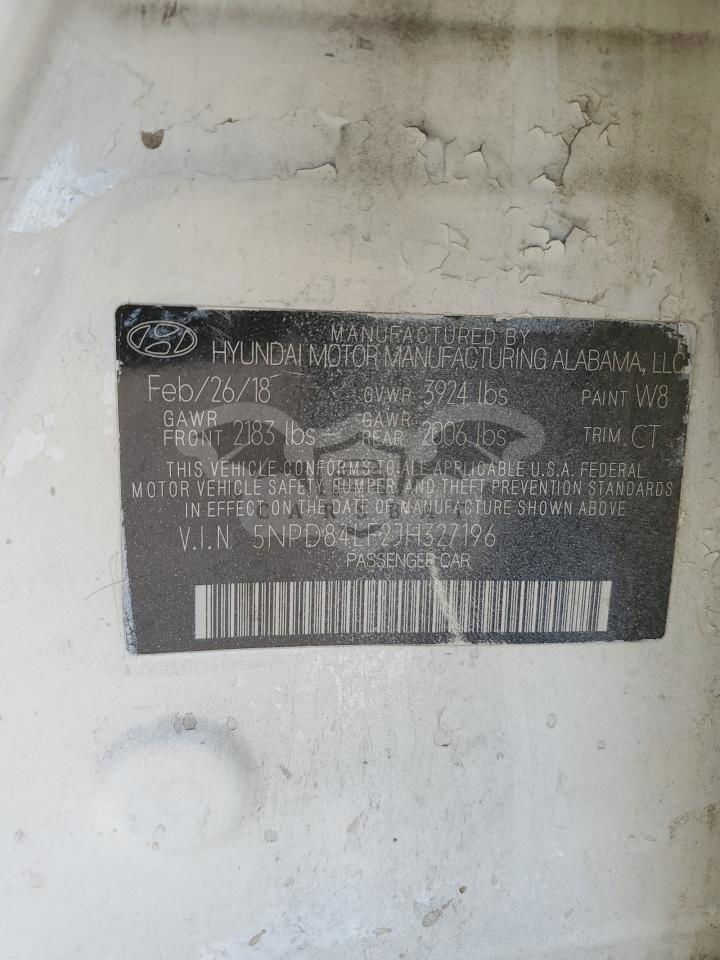 MANUFACTURED BY
HYUNDAI MOTOR MANUFACTURING ALABAMA, LLC
Feb/26/18 GVWR 3924 lbs PAINT W8
GAWR FRONT 2183 lbs GAWR REAR 2006 lbs TRIM CT
THIS VEHICLE CONFORMS TO ALL APPLICABLE U.S.A. FEDERAL
MOTOR VEHICLE SAFETY, BUMPER, AND THEFT PREVENTION STANDARDS
IN EFFECT ON THE DATE OF MANUFACTURE SHOWN ABOVE
V.I.N 5NPD84LF2JH327196
PASSENGER CAR